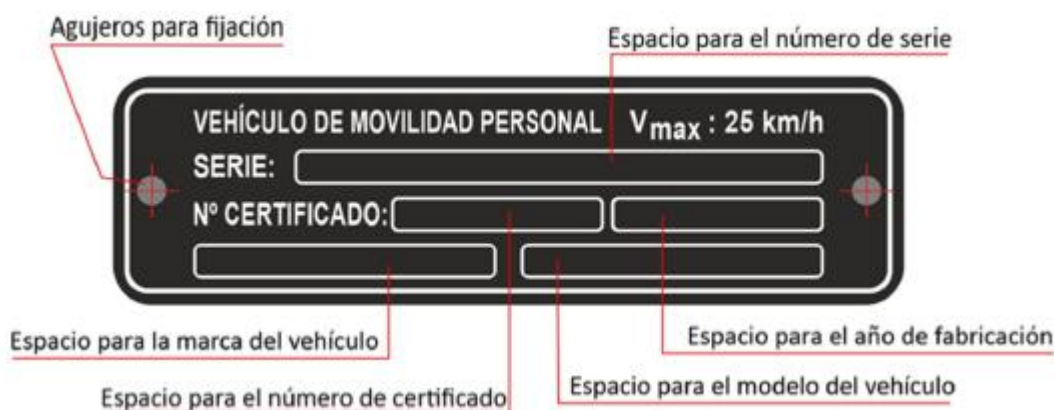 Agujeros para fijación
Espacio para el número de serie
VEHÍCULO DE MOVILIDAD PERSONAL Vmax : 25 km/h
SERIE:
Nº CERTIFICADO:
Espacio para la marca del vehículo
Espacio para el año de fabricación
Espacio para el número de certificado
Espacio para el modelo del vehículo